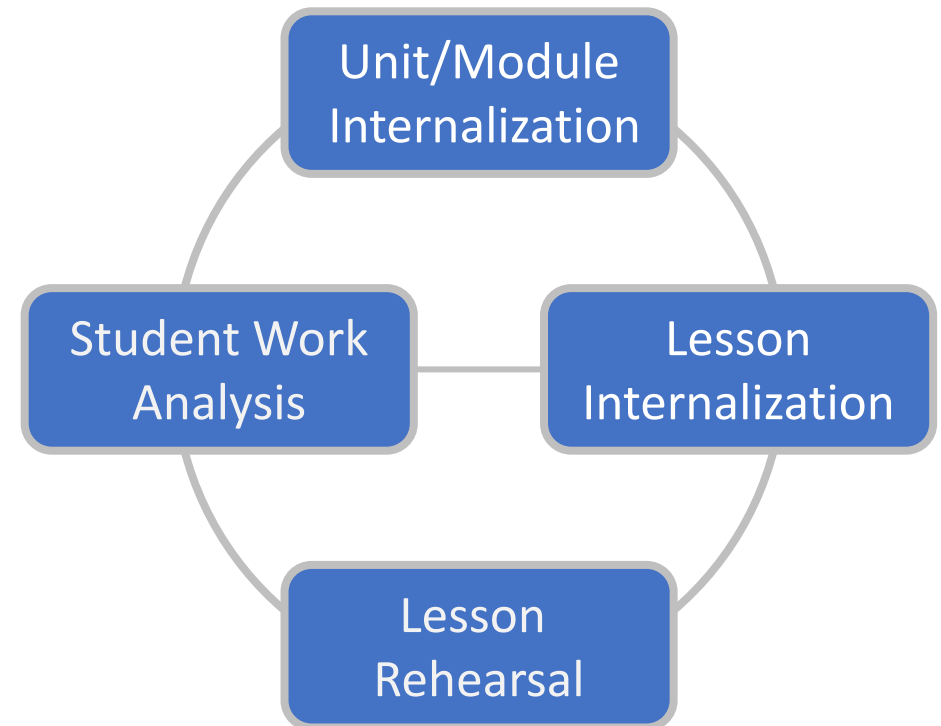 Unit/Module
Internalization
Student Work
Analysis
Lesson
Internalization
Lesson
Rehearsal